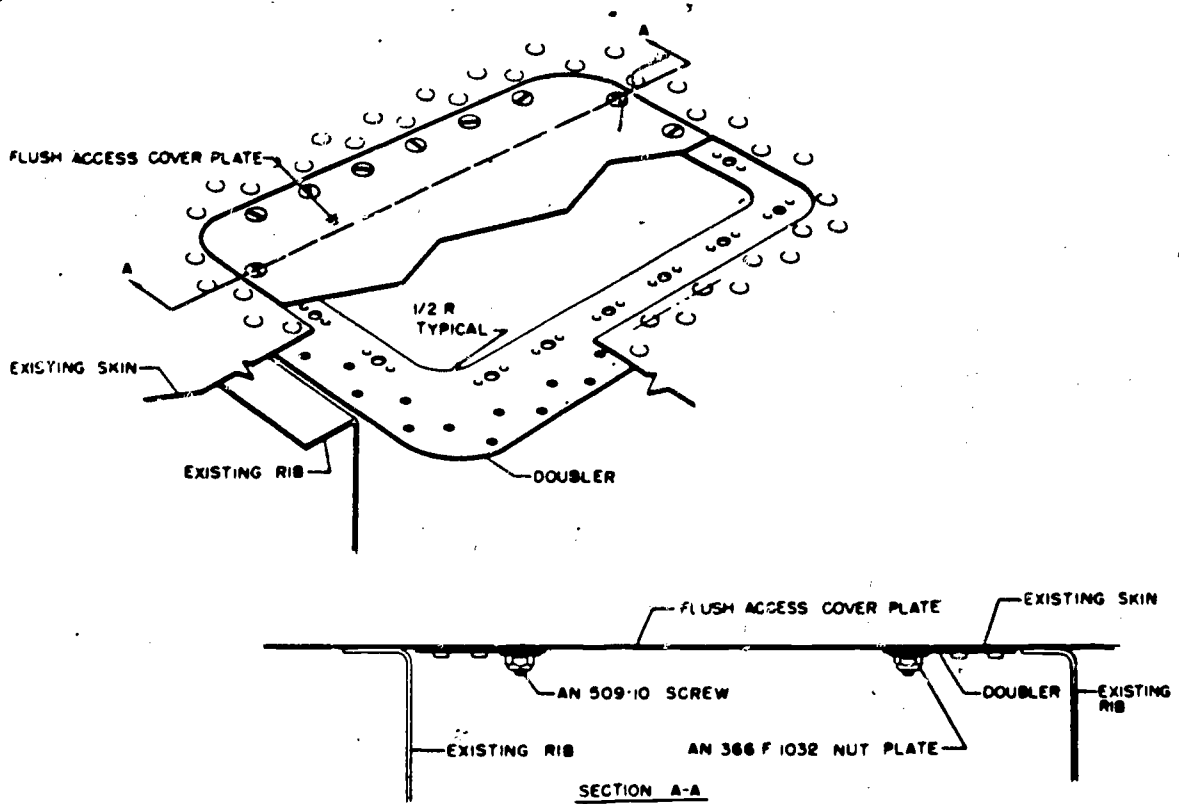 A
FLUSH ACCESS COVER PLATE
A
1/2 R
TYPICAL
EXISTING SKIN
EXISTING RIB
DOUBLER
FLUSH ACCESS COVER PLATE
EXISTING SKIN
AN 509-10 SCREW
DOUBLER
EXISTING
RIB
EXISTING RIB
AN 366 F 1032 NUT PLATE
SECTION A-A